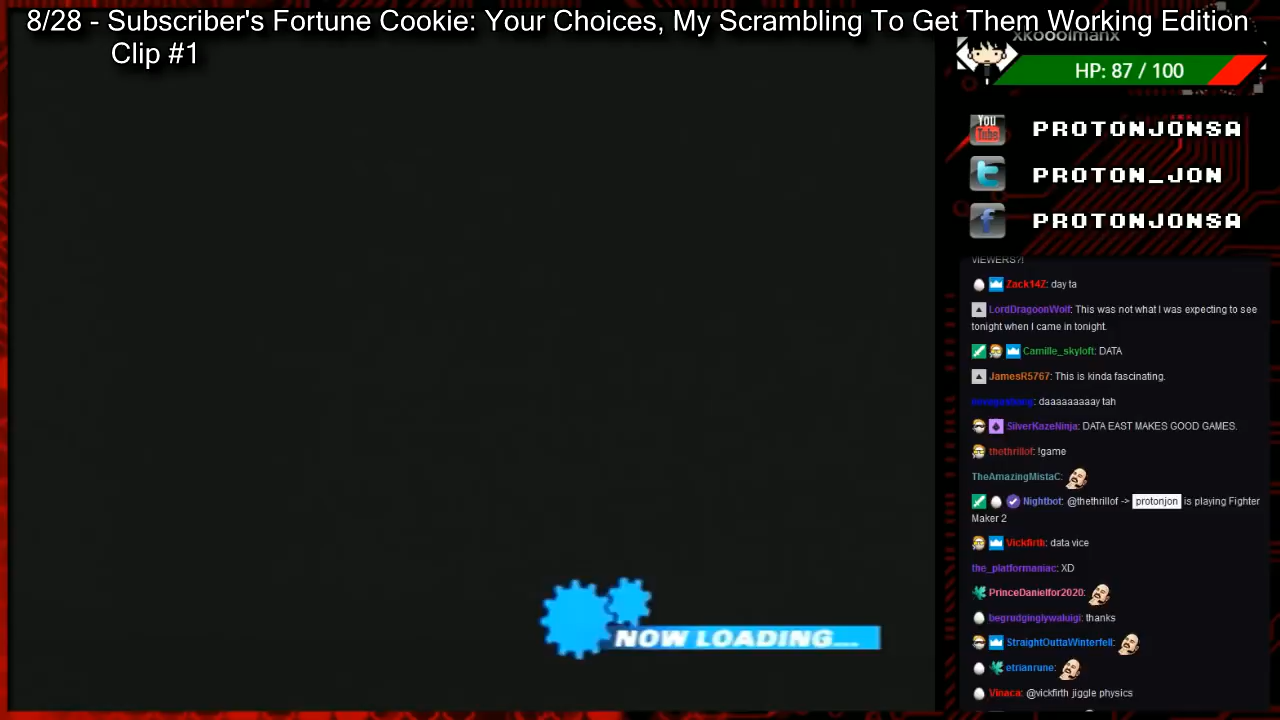 8/28 - Subscriber's Fortune Cookie: Your Choices, My Scrambling To Get Them Working Edition
Clip #1
xkooolmanx
HP: 87 / 100
You
Tube
PROTONJONSA
t
PROTON_JON
f
PROTONJONSA
VIEWERS?!
Zack14Z: day ta
LordDragoonWolf: This was not what I was expecting to see
tonight when I came in tonight.
Camille_skyloft: DATA
JamesR5767: This is kinda fascinating.
: daaaaaaaaay tah
SilverKazeNinja: DATA EAST MAKES GOOD GAMES.
thethrillof: !game
TheAmazingMistaC:
Nightbot: @thethrillof -> protonjon is playing Fighter
Maker 2
Vickfirth: data vice
the_platformaniac: XD
PrinceDanielfor2020:
begrudginglywaluigi: thanks
StraightOuttaWinterfell:
etrianrune:
Vinaca: @vickfirth jiggle physics
NOW LOADING...